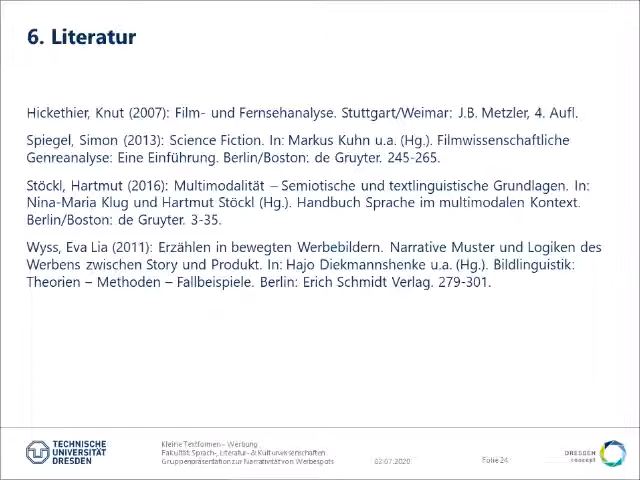 6. Literatur
Hickethier, Knut (2007): Film- und Fernsehanalyse. Stuttgart/Weimar: J.B. Metzler, 4. Aufl.
Spiegel, Simon (2013): Science Fiction. In: Markus Kuhn u.a. (Hg.). Filmwissenschaftliche
Genreanalyse: Eine Einführung. Berlin/Boston: de Gruyter. 245-265.
Stöckl, Hartmut (2016): Multimodalität – Semiotische und textlinguistische Grundlagen. In:
Nina-Maria Klug und Hartmut Stöckl (Hg.). Handbuch Sprache im multimodalen Kontext.
Berlin/Boston: de Gruyter. 3-35.
Wyss, Eva Lia (2011): Erzählen in bewegten Werbebildern. Narrative Muster und Logiken des
Werbens zwischen Story und Produkt. In: Hajo Diekmannshenke u.a. (Hg.). Bildlinguistik:
Theorien – Methoden – Fallbeispiele. Berlin: Erich Schmidt Verlag. 279-301.
TECHNISCHE
UNIVERSITÄT
DRESDEN
Kleine Textformen – Werbung
Fakultät Sprach-, Literatur- & Kulturwissenschaften
Gruppenpräsentation zur Narrativität von Werbespots
02.07.2020
Folie 24
DRESDEN
concept